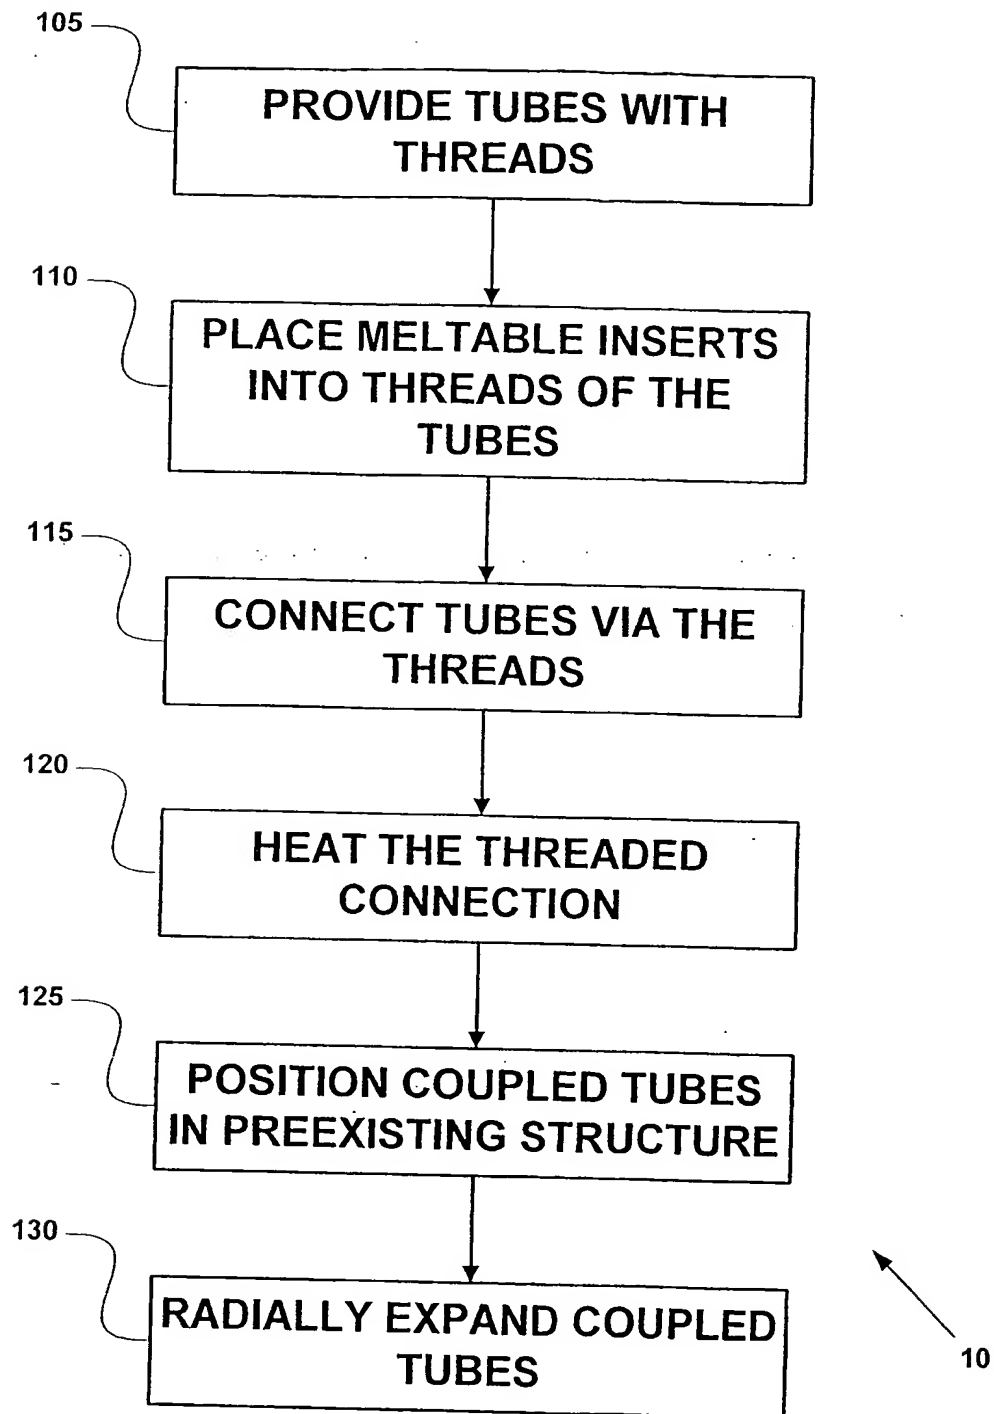 105
PROVIDE TUBES WITH
THREADS
110
PLACE MELTABLE INSERTS
INTO THREADS OF THE
TUBES
115
CONNECT TUBES VIA THE
THREADS
120
HEAT THE THREADED
CONNECTION
125
POSITION COUPLED TUBES
IN PREEXISTING STRUCTURE
130
RADIALLY EXPAND COUPLED
TUBES
10